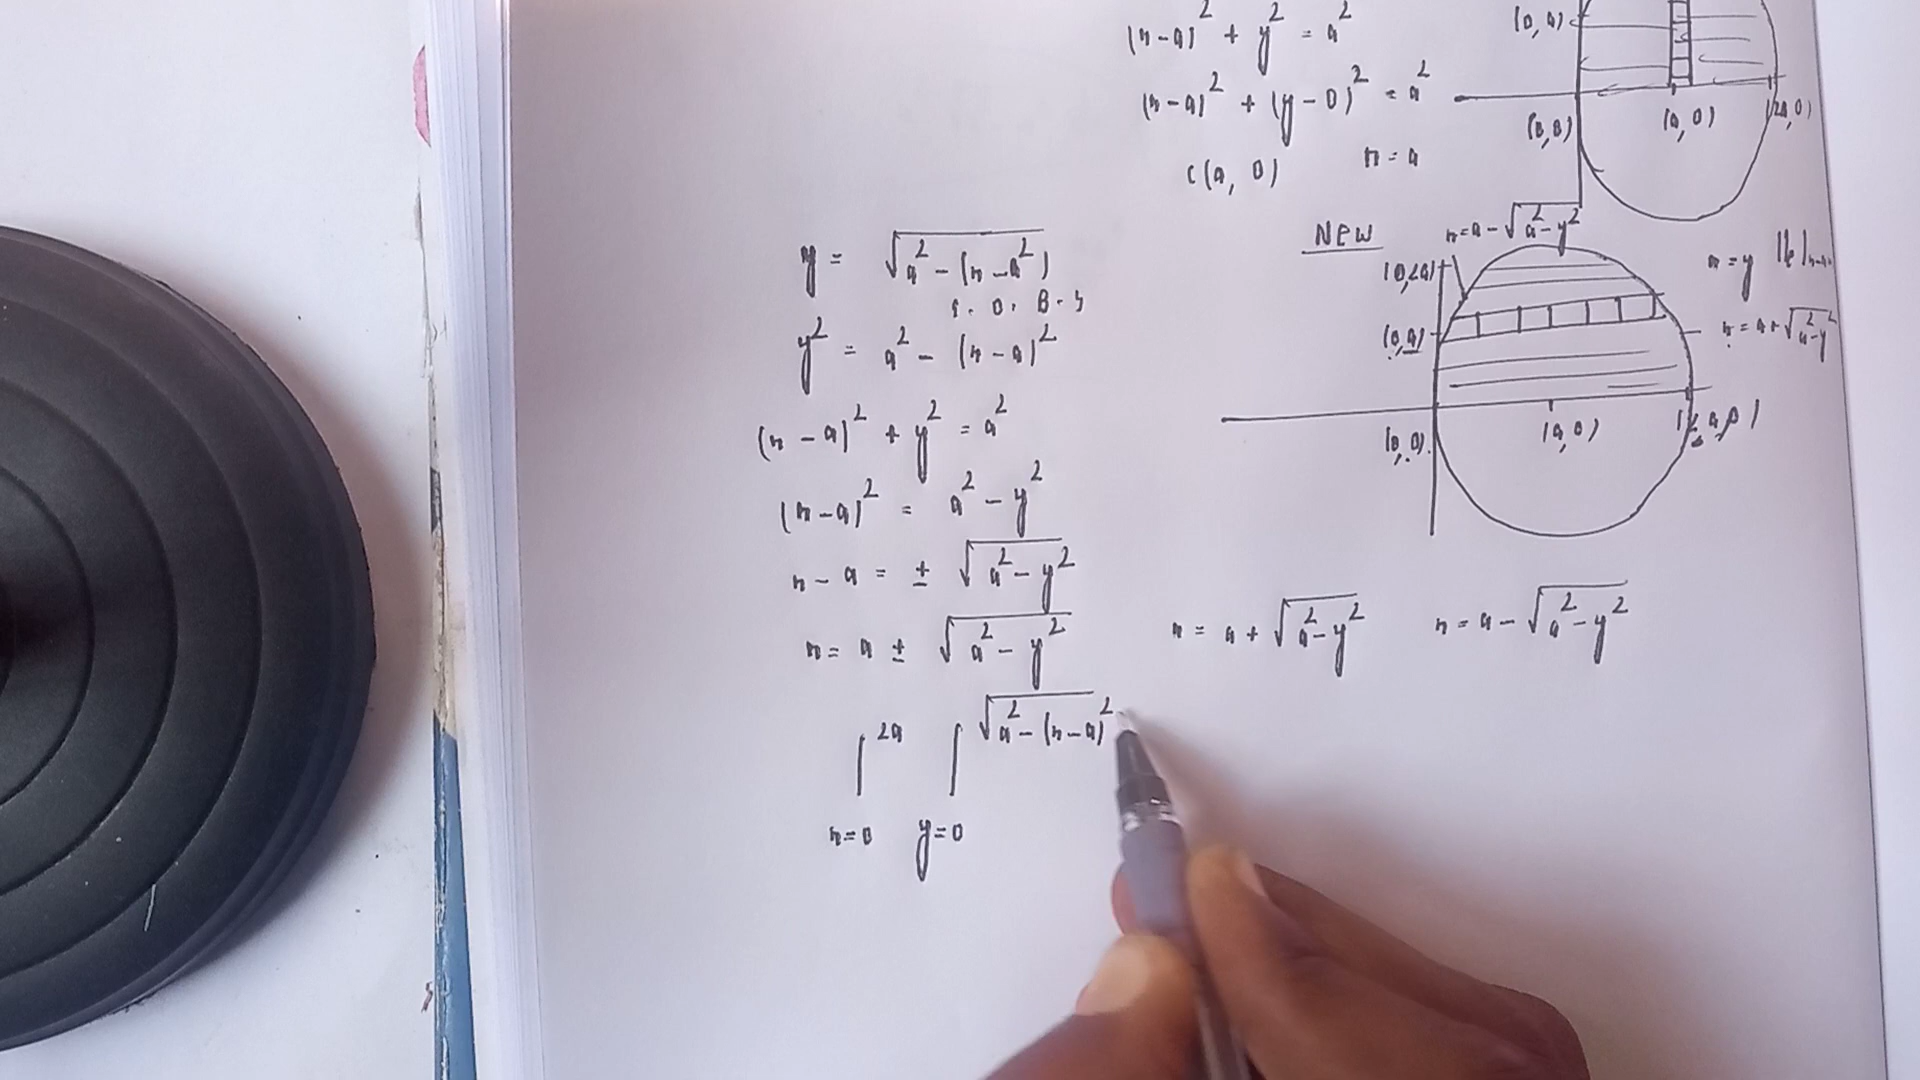 (x-a)² + y² = a²
(x-a)² + (y-0)² = a²
c(a, 0) x = a
(0, a)
(0,0) (a, 0) (2a,0)
y = √(a² - (x-a²))
S. O. B. S
y² = a² - (x-a)²
(x-a)² + y² = a²
(x-a)² = a² - y²
x - a = ± √(a² - y²)
x = a ± √(a² - y²)
x = a + √(a² - y²) x = a - √(a² - y²)
∫ 2a ∫ √(a² - (x-a)²)
x=0 y=0
NEW x=a-√(a²-y²)
(0,2a)
(0,a) x = a+√(a²-y²)
(0,0) (a,0)